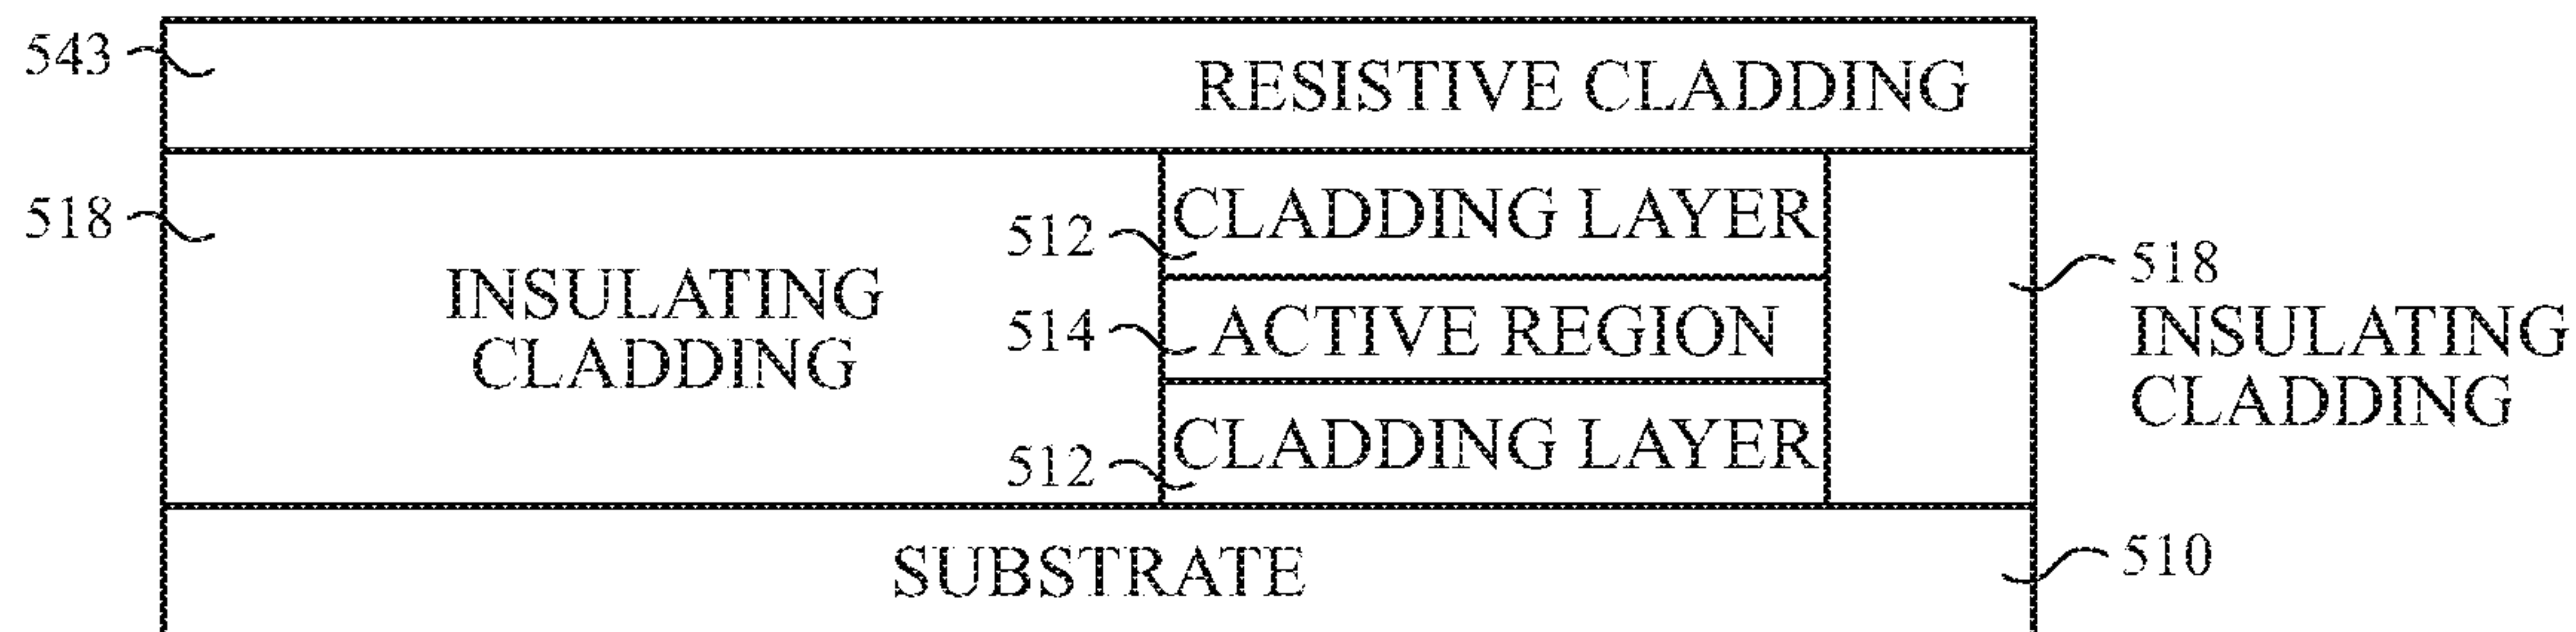 543
RESISTIVE CLADDING
518
INSULATING
CLADDING
512
CLADDING LAYER
514
ACTIVE REGION
512
CLADDING LAYER
518
INSULATING
CLADDING
SUBSTRATE
510